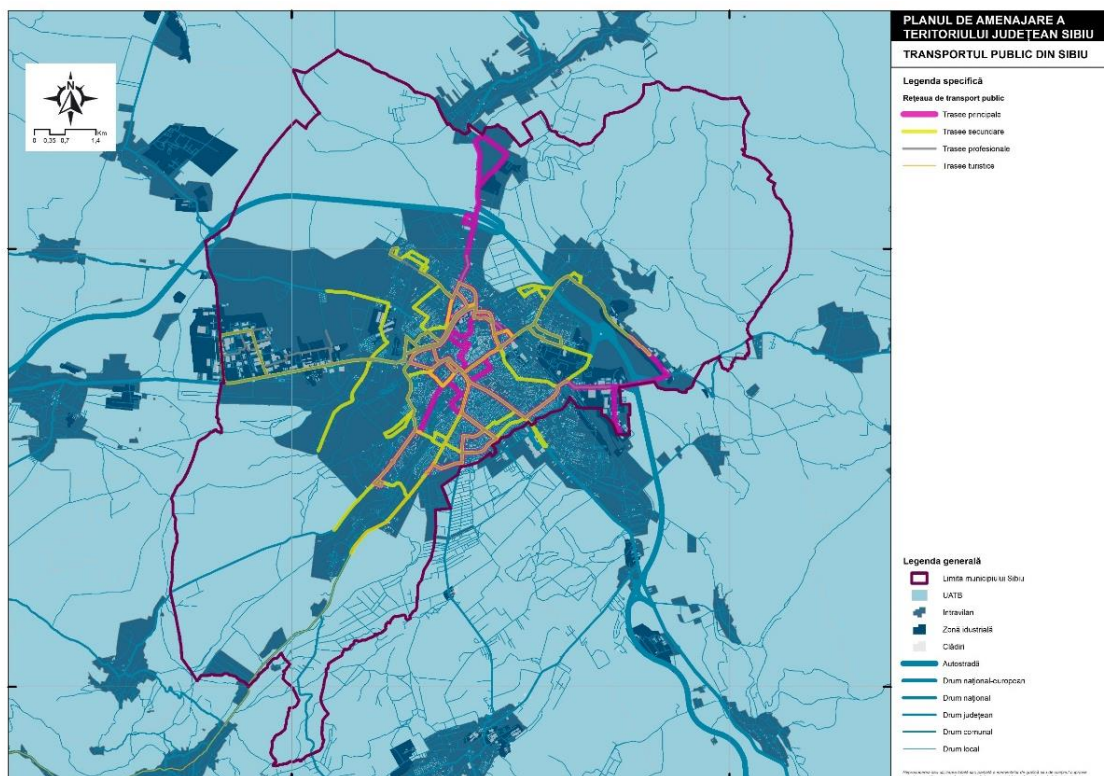 PLANUL DE AMENAJARE A
TERITORIULUI JUDEȚEAN SIBIU
TRANSPORTUL PUBLIC DIN SIBIU
Legenda specifică
Rețeaua de transport public
Trasee principale
Trasee secundare
Trasee profesionale
Trasee turistice
N
Km
0 0,35 0,7 1,4
Legenda generală
Limita municipiului Sibiu
UATB
Intravilan
Zonă idustrială
Clădiri
Autostradă
Drum național-european
Drum național
Drum județean
Drum comunal
Drum local